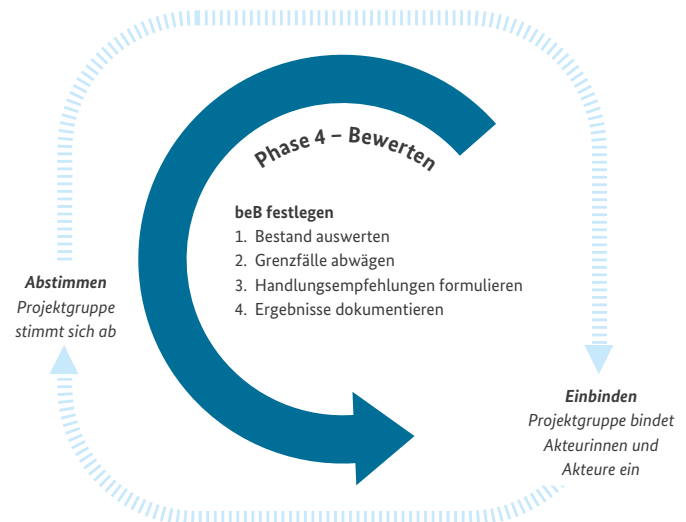 Phase 4 – Bewerten
beB festlegen
1. Bestand auswerten
2. Grenzfälle abwägen
3. Handlungsempfehlungen formulieren
4. Ergebnisse dokumentieren
Abstimmen
Projektgruppe
stimmt sich ab
Einbinden
Projektgruppe bindet
Akteurinnen und
Akteure ein